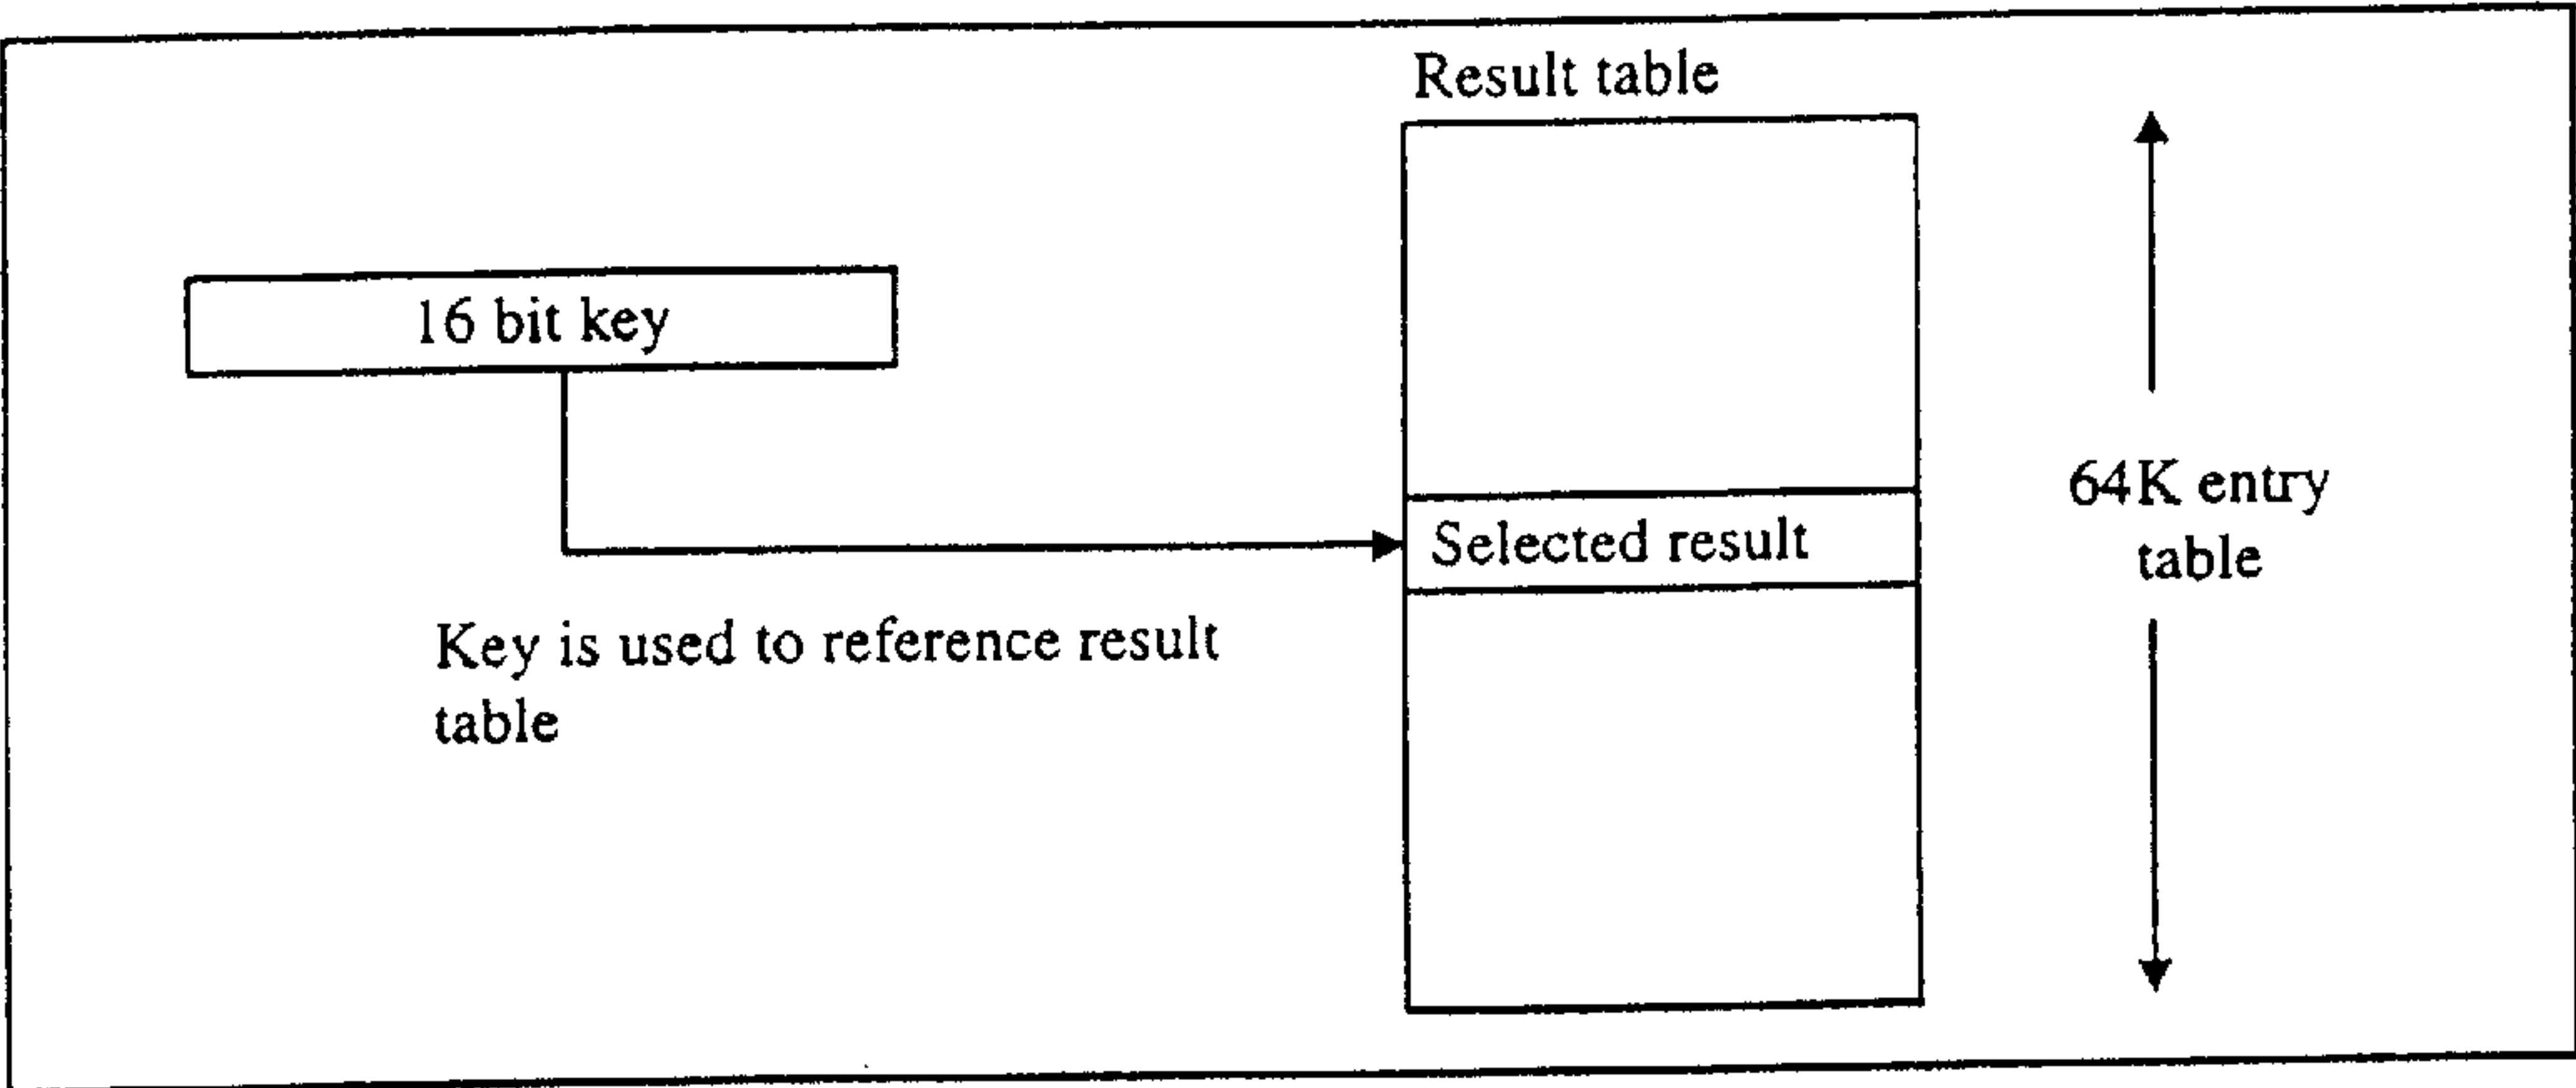 Result table
16 bit key
64K entry
table
Selected result
Key is used to reference result
table